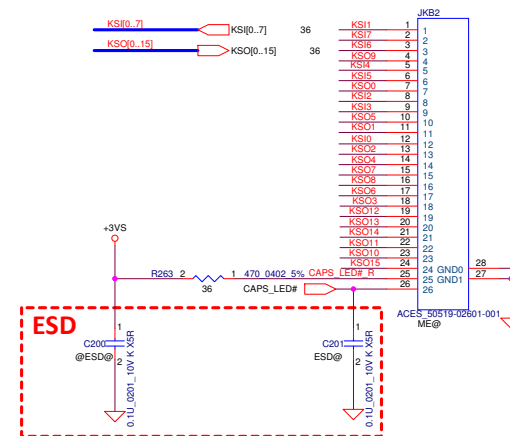 JKB2
KSI[0..7] KSI[0..7] 36
KSO[0..15] KSO[0..15] 36
KSI1 1 1
KSI7 2 2
KSI6 3 3
KSO9 4 4
KSI4 5 5
KSI5 6 6
KSO0 7 7
KSI2 8 8
KSI3 9 9
KSO5 10 10
KSO1 11 11
KSI0 12 12
KSO2 13 13
KSO4 14 14
KSO7 15 15
KSO8 16 16
KSO6 17 17
KSO3 18 18
KSO12 19 19
KSO13 20 20
KSO14 21 21
KSO11 22 22
KSO10 23 23
KSO15 24 24 GND0 28
+3VS
R263 2 1 470_0402_5% CAPS_LED#_R 25 25 GND1 27
36
CAPS_LED# 26 26
ACES_50519-02601-001
ME@
ESD
C200 1 2
@ESD@
0.1U_0201_10V K X5R
C201 1 2
ESD@
0.1U_0201_10V K X5R